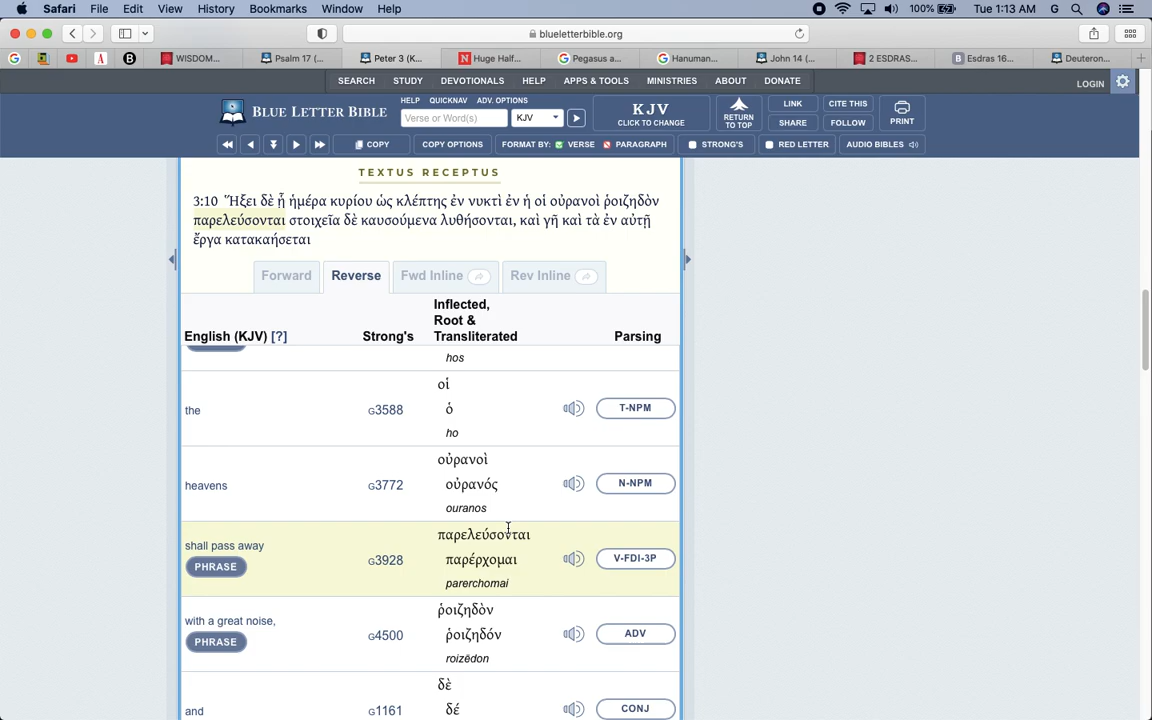 Safari File Edit View History Bookmarks Window Help 100% Tue 1:13 AM G
blueletterbible.org
WISDOM... Psalm 17 (... Peter 3 (K... Huge Half... Pegasus a... Hanuman... John 14 (... 2 ESDRAS... Esdras 16... Deuteron...
SEARCH STUDY DEVOTIONALS HELP APPS & TOOLS MINISTRIES ABOUT DONATE LOGIN
BLUE LETTER BIBLE
HELP QUICKNAV ADV. OPTIONS
Verse or Word(s) KJV
KJV
CLICK TO CHANGE
RETURN
TO TOP
LINK CITE THIS
SHARE FOLLOW
PRINT
COPY COPY OPTIONS FORMAT BY: VERSE PARAGRAPH STRONG'S RED LETTER AUDIO BIBLES
TEXTUS RECEPTUS
3:10 Ἥξει δὲ ἡ ἡμέρα κυρίου ὡς κλέπτης ἐν νυκτὶ ἐν ἡ οἱ οὐρανοὶ ῥοιζηδὸν
παρελεύσονται στοιχεῖα δὲ καυσούμενα λυθήσονται, καὶ γῆ καὶ τὰ ἐν αὐτῇ
ἔργα κατακαήσεται
Forward Reverse Fwd Inline Rev Inline
English (KJV) [?] Strong's Inflected,
Root &
Transliterated Parsing
hos
the G3588 οἱ
ὁ
ho T-NPM
heavens G3772 οὐρανοὶ
οὐρανός
ouranos N-NPM
shall pass away
PHRASE G3928 παρελεύσονται
παρέρχομαι
parerchomai V-FDI-3P
with a great noise,
PHRASE G4500 ῥοιζηδὸν
ῥοιζηδόν
roizēdon ADV
and G1161 δὲ
δέ CONJ